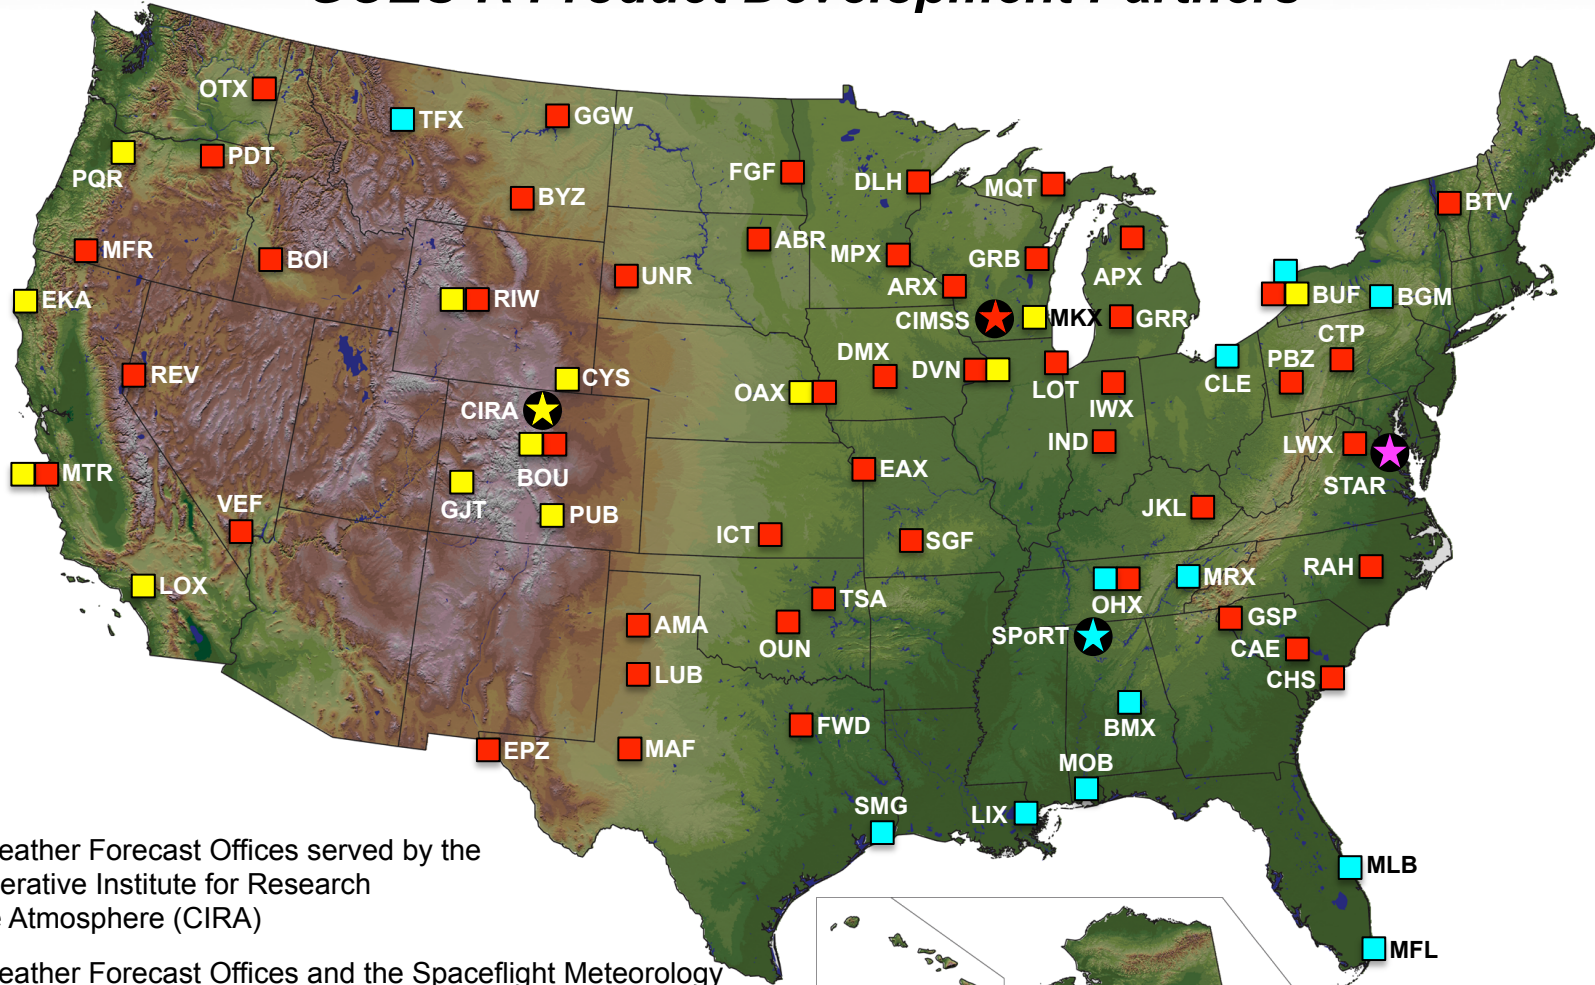 GOES-R Product Development Partners
OTX
TFX
GGW
PQR
PDT
BYZ
FGF
DLH
MQT
BTV
MFR
BOI
UNR
ABR
MPX
GRB
APX
EKA
RIW
ARX
CIMSS
MKX
GRR
BUF
BGM
REV
CYS
DMX
DVN
LOT
IWX
CLE
PBZ
CTP
CIRA
OAX
MTR
BOU
GJT
PUB
EAX
IND
LWX
STAR
VEF
ICT
SGF
JKL
LOX
AMA
TSA
OUN
OHX
MRX
RAH
SPoRT
GSP
CAE
CHS
LUB
FWD
BMX
EPZ
MAF
MOB
SMG
LIX
MLB
MFL
eather Forecast Offices served by the
erative Institute for Research
Atmosphere (CIRA)
eather Forecast Offices and the Spaceflight Meteorology